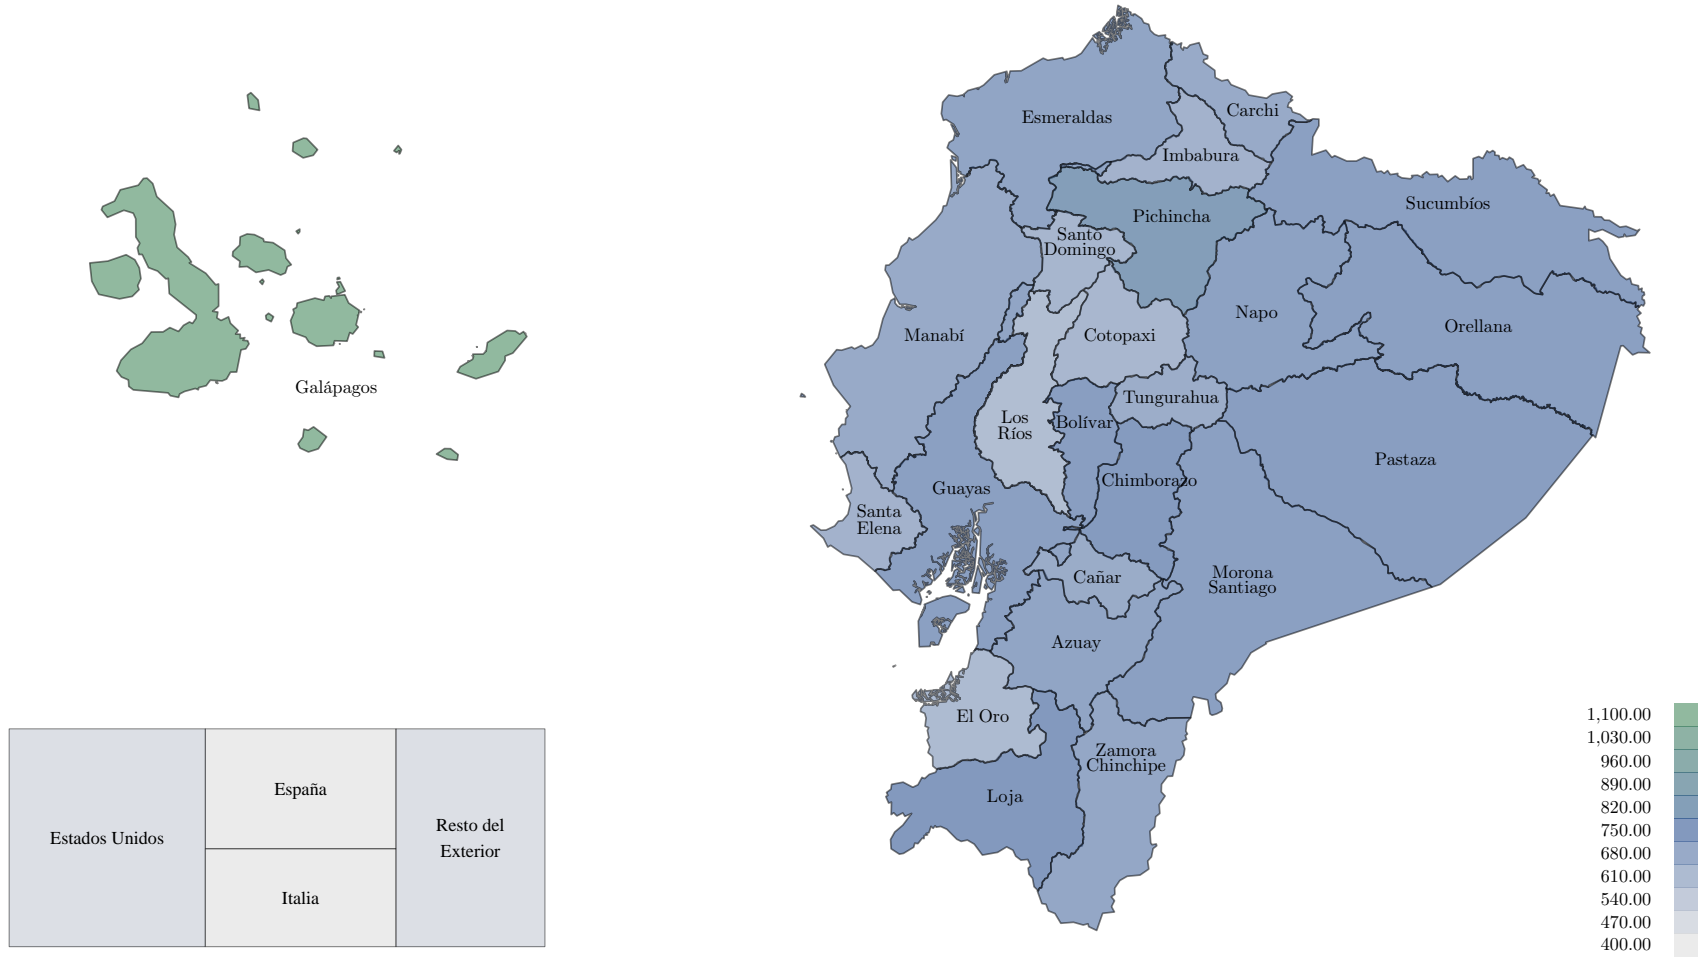 Esmeraldas
Carchi
Imbabura
Sucumbíos
Pichincha
Santo
Domingo
Napo
Orellana
Manabí
Cotopaxi
Galápagos
Tungurahua
Los
Ríos
Bolívar
Pastaza
Chimborazo
Guayas
Santa
Elena
Cañar
Morona
Santiago
Azuay
El Oro
Zamora
Chinchipe
Loja
Estados Unidos
España
Italia
Resto del
Exterior
1,100.00
1,030.00
960.00
890.00
820.00
750.00
680.00
610.00
540.00
470.00
400.00